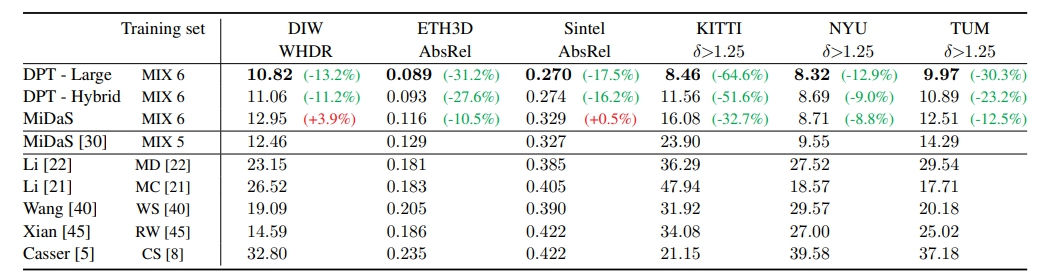 Training set DIW ETH3D Sintel KITTI NYU TUM
WHDR AbsRel AbsRel δ>1.25 δ>1.25 δ>1.25
DPT - Large MIX 6 10.82 (-13.2%) 0.089 (-31.2%) 0.270 (-17.5%) 8.46 (-64.6%) 8.32 (-12.9%) 9.97 (-30.3%)
DPT - Hybrid MIX 6 11.06 (-11.2%) 0.093 (-27.6%) 0.274 (-16.2%) 11.56 (-51.6%) 8.69 (-9.0%) 10.89 (-23.2%)
MiDaS MIX 6 12.95 (+3.9%) 0.116 (-10.5%) 0.329 (+0.5%) 16.08 (-32.7%) 8.71 (-8.8%) 12.51 (-12.5%)
MiDaS [30] MIX 5 12.46 0.129 0.327 23.90 9.55 14.29
Li [22] MD [22] 23.15 0.181 0.385 36.29 27.52 29.54
Li [21] MC [21] 26.52 0.183 0.405 47.94 18.57 17.71
Wang [40] WS [40] 19.09 0.205 0.390 31.92 29.57 20.18
Xian [45] RW [45] 14.59 0.186 0.422 34.08 27.00 25.02
Casser [5] CS [8] 32.80 0.235 0.422 21.15 39.58 37.18